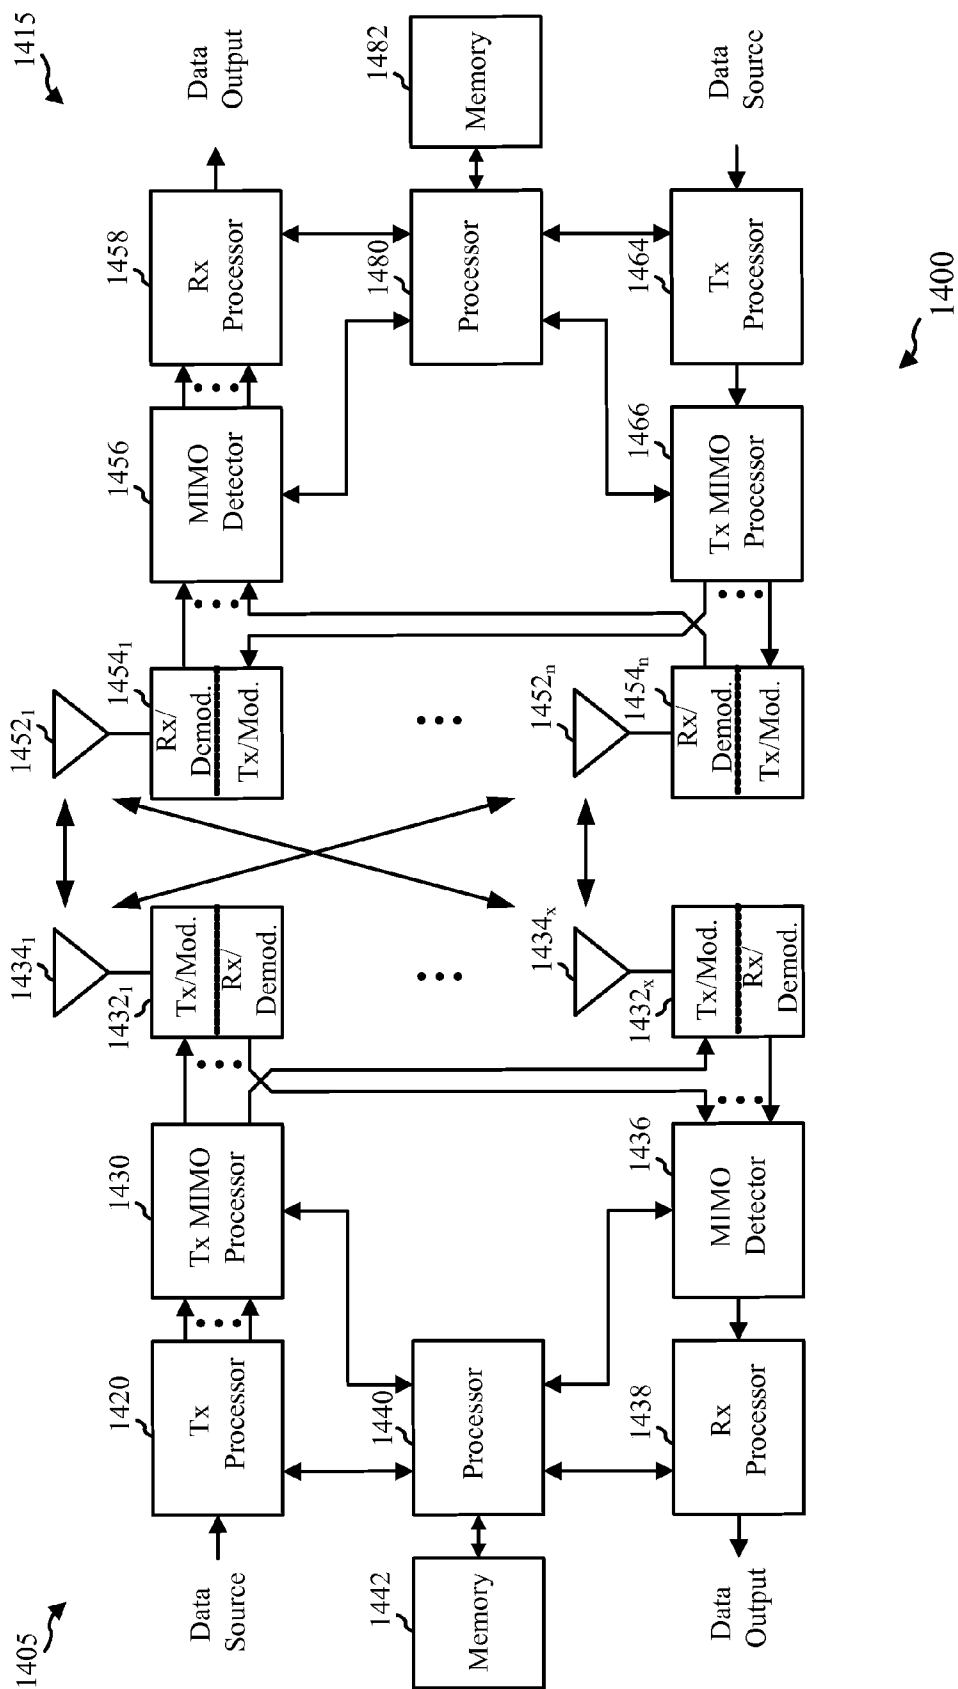 1405
1415
Data
Source
1420
Tx
Processor
1430
Tx MIMO
Processor
1432₁
Tx/Mod.
Rx/
Demod.
1434₁
1452₁
1454₁
Rx/
Demod.
Tx/Mod.
1456
MIMO
Detector
1458
Rx
Processor
Data
Output
1442
Memory
1440
Processor
1480
Processor
1482
Memory
Data
Output
1438
Rx
Processor
1436
MIMO
Detector
1432ₓ
Tx/Mod.
Rx/
Demod.
1434ₓ
1452ₙ
1454ₙ
Rx/
Demod.
Tx/Mod.
1466
Tx MIMO
Processor
1464
Tx
Processor
Data
Source
1400